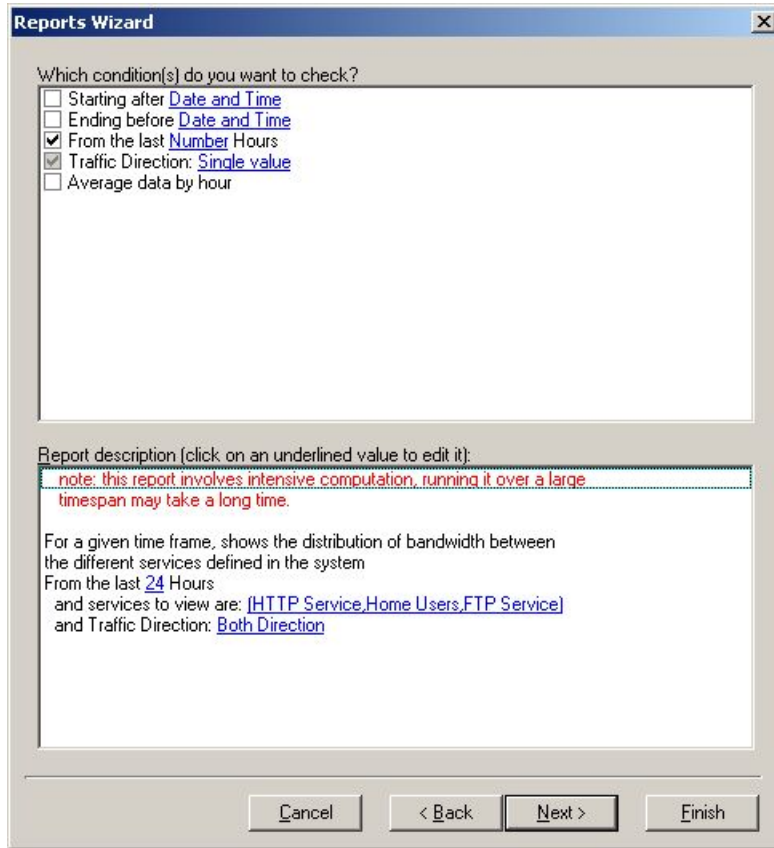 Reports Wizard
Which condition(s) do you want to check?
Starting after Date and Time
Ending before Date and Time
From the last Number Hours
Traffic Direction: Single value
Average data by hour
Report description (click on an underlined value to edit it):
note: this report involves intensive computation, running it over a large
timespan may take a long time.
For a given time frame, shows the distribution of bandwidth between
the different services defined in the system
From the last 24 Hours
and services to view are: (HTTP Service,Home Users,FTP Service)
and Traffic Direction: Both Direction
Cancel < Back Next > Finish